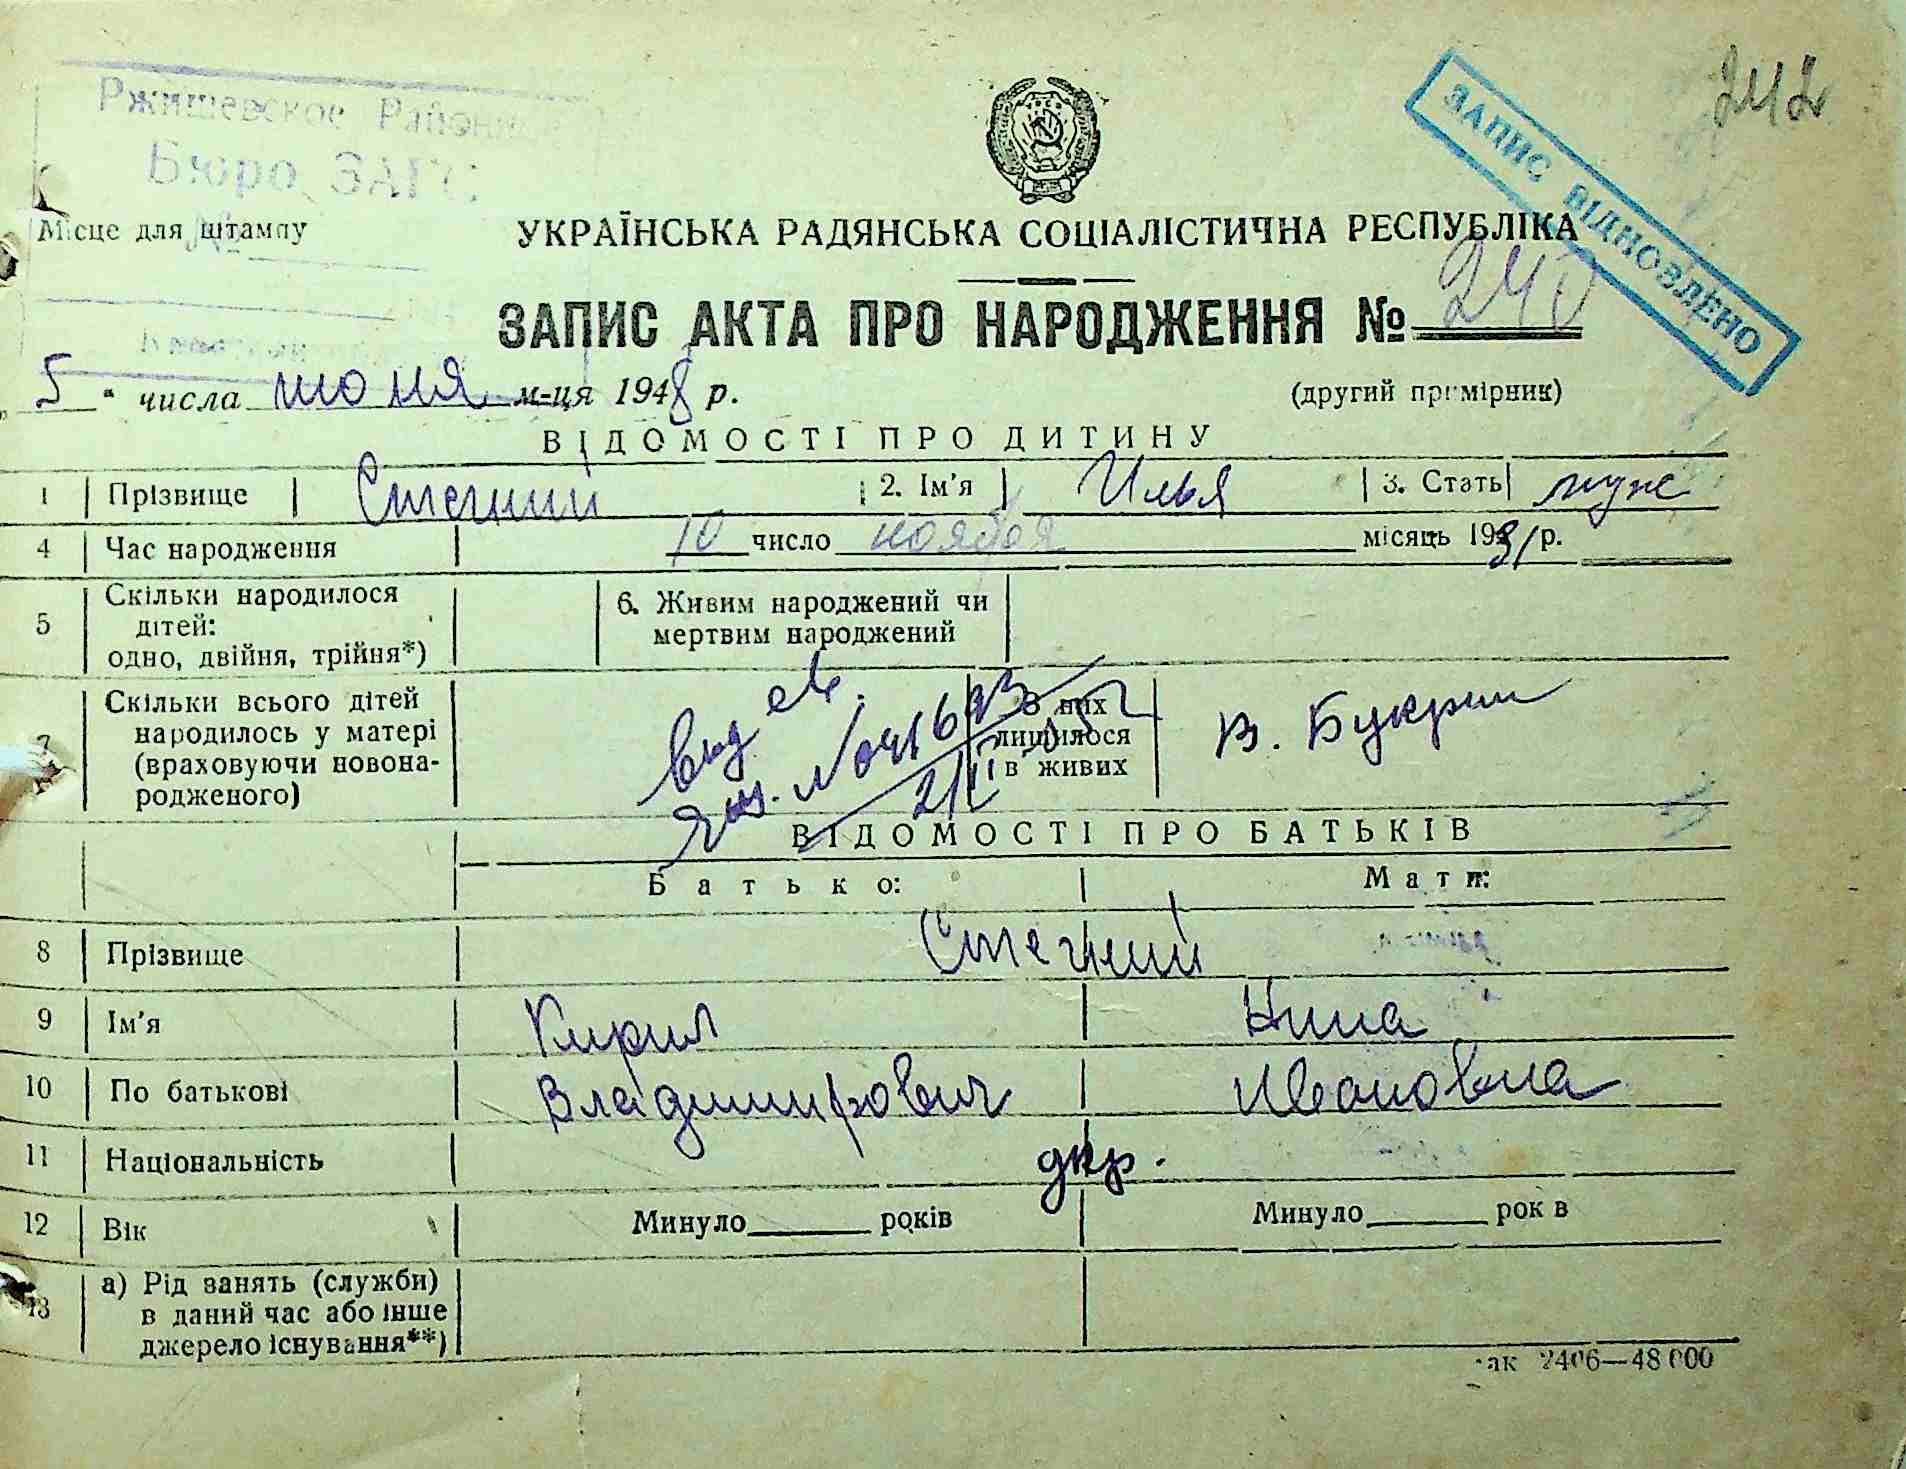 242
Ржищевское Районное
Бюро ЗАГС
ЗАПИС ВІДНОВЛЕНО
Місце для штампу
УКРАЇНСЬКА РАДЯНСЬКА СОЦІАЛІСТИЧНА РЕСПУБЛІКА
ЗАПИС АКТА ПРО НАРОДЖЕННЯ № 240
5 " числа июня м-ця 1948 р.
(другий примірник)
ВІДОМОСТІ ПРО ДИТИНУ
1 Прізвище Стегний 2. Ім'я Илья 3. Стать муж
4 Час народження 10 число ноября місяць 1931 р.
5 Скільки народилося дітей: одно, двійня, трійня*)
6. Живим народжений чи мертвим народжений
7 Скільки всього дітей народилось у матері (враховуючи новонародженого)
выд св.
З них лишилося в живих
В. Букрин
ВІДОМОСТІ ПРО БАТЬКІВ
Батько: Мати:
8 Прізвище Стегний
9 Ім'я Кирил Нина
10 По батькові Владимирович Ивановна
11 Національність укр.
12 Вік Минуло років Минуло рок в
13 а) Рід занять (служби) в даний час або інше джерело існування**)
ак 2406—48 000